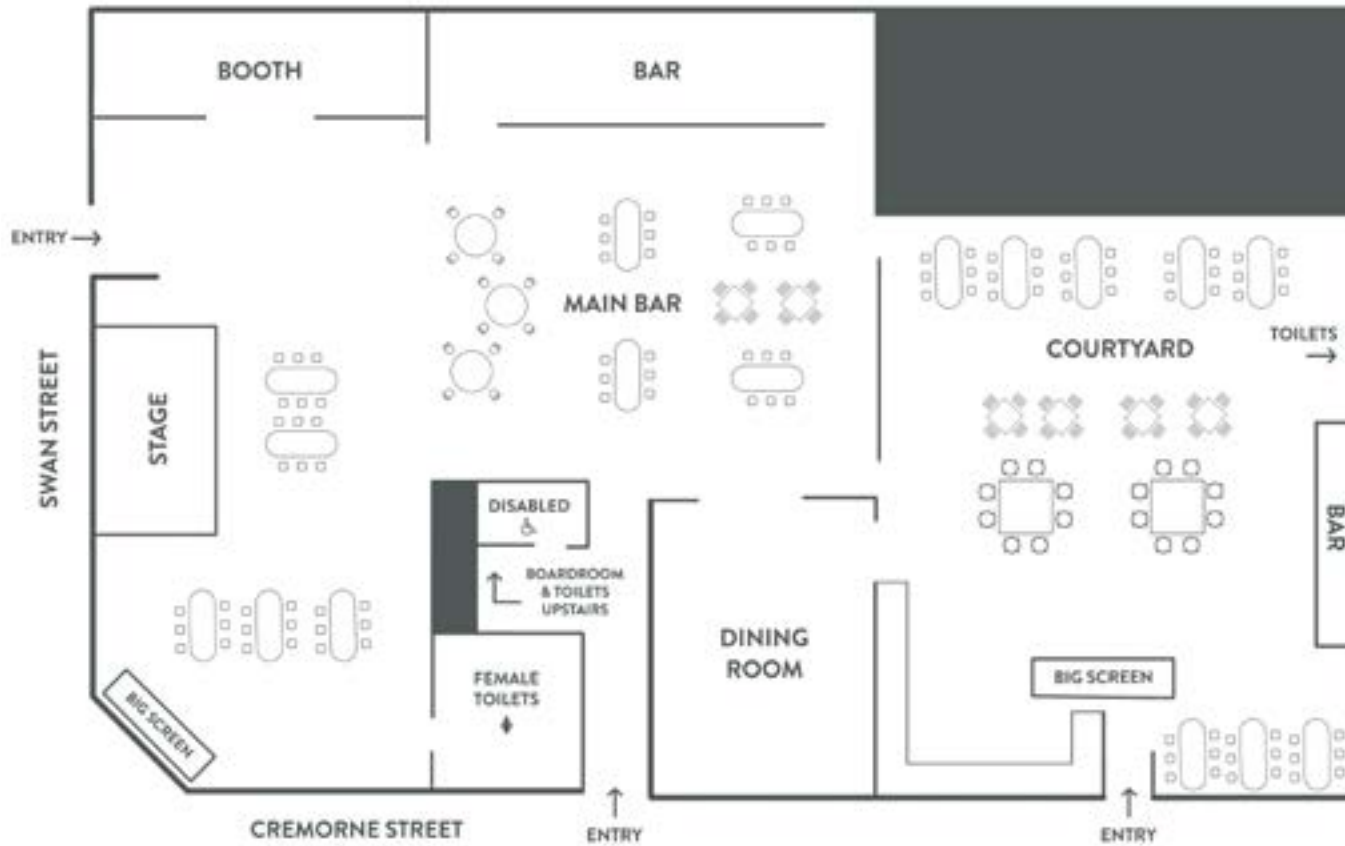 BOOTH
BAR
ENTRY
MAIN BAR
COURTYARD
TOILETS
SWAN STREET
STAGE
DISABLED
BOARDROOM
& TOILETS
UPSTAIRS
BAR
DINING
ROOM
FEMALE
TOILETS
BIG SCREEN
BIG SCREEN
CREMORNE STREET
ENTRY
ENTRY